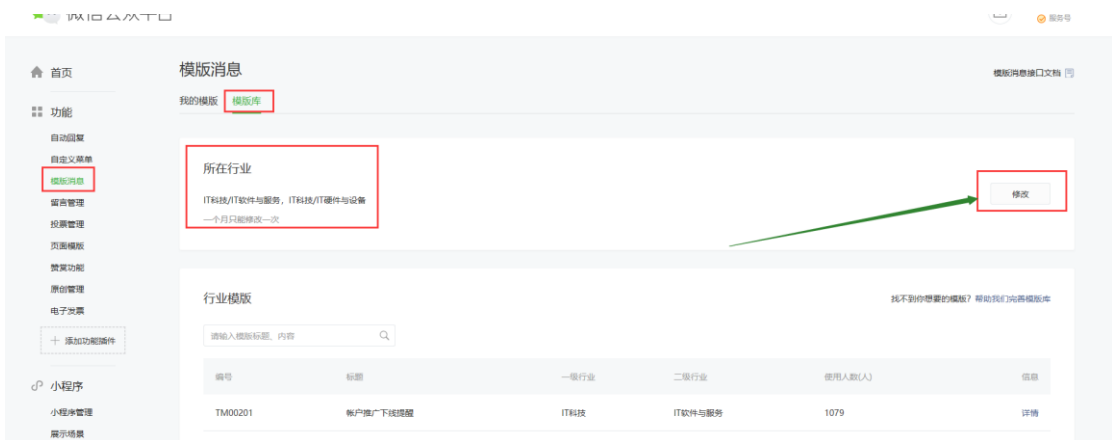 微信公众平台
服务号
首页
模版消息
模版消息接口文档
我的模版 模版库
功能
自动回复
自定义菜单
模版消息
留言管理
投票管理
页面模版
赞赏功能
原创管理
电子发票
添加功能插件
小程序
小程序管理
展示场景
所在行业
IT科技/IT软件与服务，IT科技/IT硬件与设备
一个月只能修改一次
修改
行业模版
找不到你想要的模版？帮助我们完善模版库
请输入模版标题、内容
编号 标题 一级行业 二级行业 使用人数(人) 信息
TM00201 帐户推广下线提醒 IT科技 IT软件与服务 1079 详情